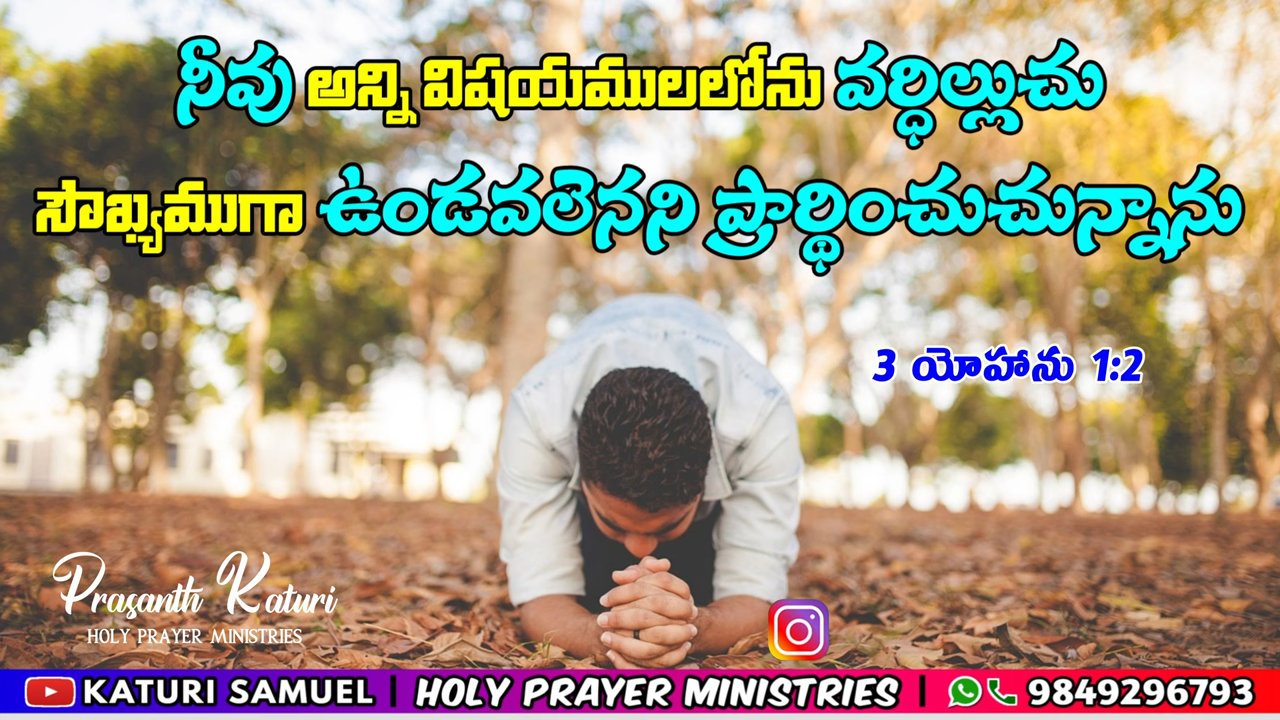 నీవు అన్ని విషయములలోను వర్ధిల్లుచు
సౌఖ్యముగా ఉండవలెనని ప్రార్థించుచున్నాను
3 యోహాను 1:2
Prasanth Katuri
HOLY PRAYER MINISTRIES
KATURI SAMUEL | HOLY PRAYER MINISTRIES | 9849296793